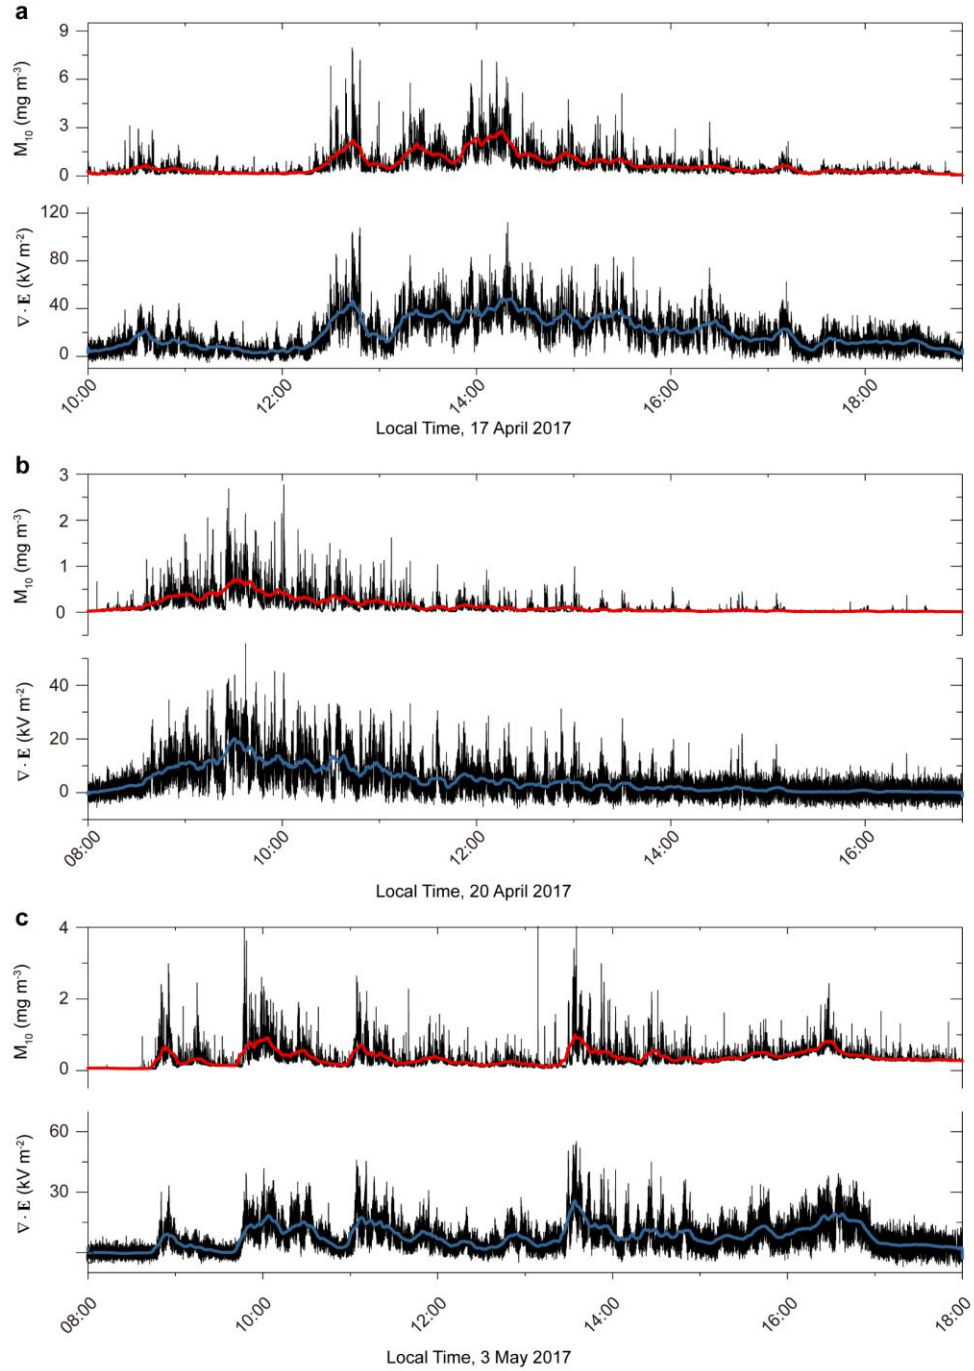 a
M10 (mg m-3)
9
6
3
0
∇ · E (kV m-2)
120
80
40
0
10:00 12:00 14:00 16:00 18:00
Local Time, 17 April 2017
b
M10 (mg m-3)
3
2
1
0
∇ · E (kV m-2)
40
20
0
08:00 10:00 12:00 14:00 16:00
Local Time, 20 April 2017
c
M10 (mg m-3)
4
2
0
∇ · E (kV m-2)
60
30
08:00 10:00 12:00 14:00 16:00 18:00
Local Time, 3 May 2017